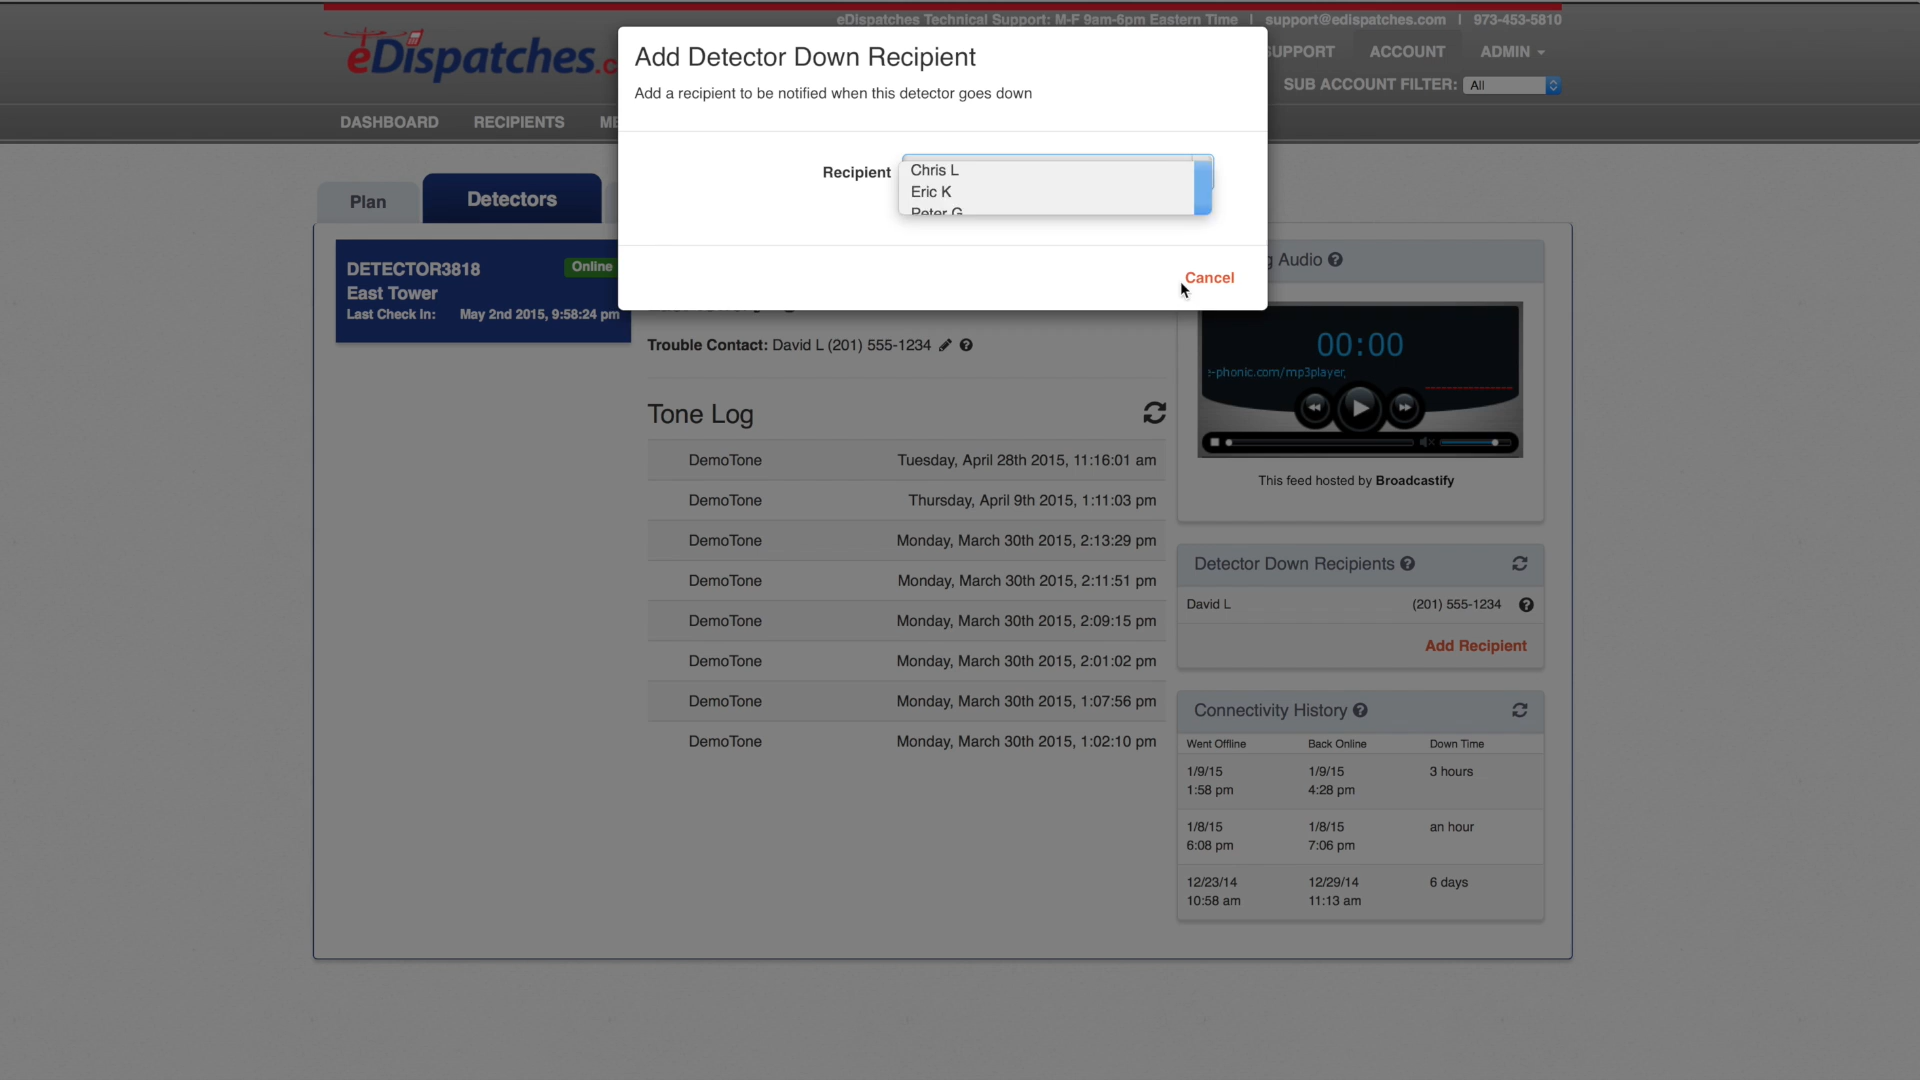 eDispatches Technical Support: M-F 9am-6pm Eastern Time | support@edispatches.com | 973-453-5810
eDispatches.c
SUPPORT ACCOUNT ADMIN
SUB ACCOUNT FILTER: All
DASHBOARD RECIPIENTS
Add Detector Down Recipient
Add a recipient to be notified when this detector goes down
Recipient
Chris L
Eric K
Peter G
Cancel
Plan
Detectors
DETECTOR3818
Online
East Tower
Last Check In: May 2nd 2015, 9:58:24 pm
Trouble Contact: David L (201) 555-1234
Tone Log
DemoTone Tuesday, April 28th 2015, 11:16:01 am
DemoTone Thursday, April 9th 2015, 1:11:03 pm
DemoTone Monday, March 30th 2015, 2:13:29 pm
DemoTone Monday, March 30th 2015, 2:11:51 pm
DemoTone Monday, March 30th 2015, 2:09:15 pm
DemoTone Monday, March 30th 2015, 2:01:02 pm
DemoTone Monday, March 30th 2015, 1:07:56 pm
DemoTone Monday, March 30th 2015, 1:02:10 pm
g Audio
00:00
e-phonic.com/mp3player
This feed hosted by Broadcastify
Detector Down Recipients
David L (201) 555-1234
Add Recipient
Connectivity History
Went Offline Back Online Down Time
1/9/15 1/9/15 3 hours
1:58 pm 4:28 pm
1/8/15 1/8/15 an hour
6:08 pm 7:06 pm
12/23/14 12/29/14 6 days
10:58 am 11:13 am